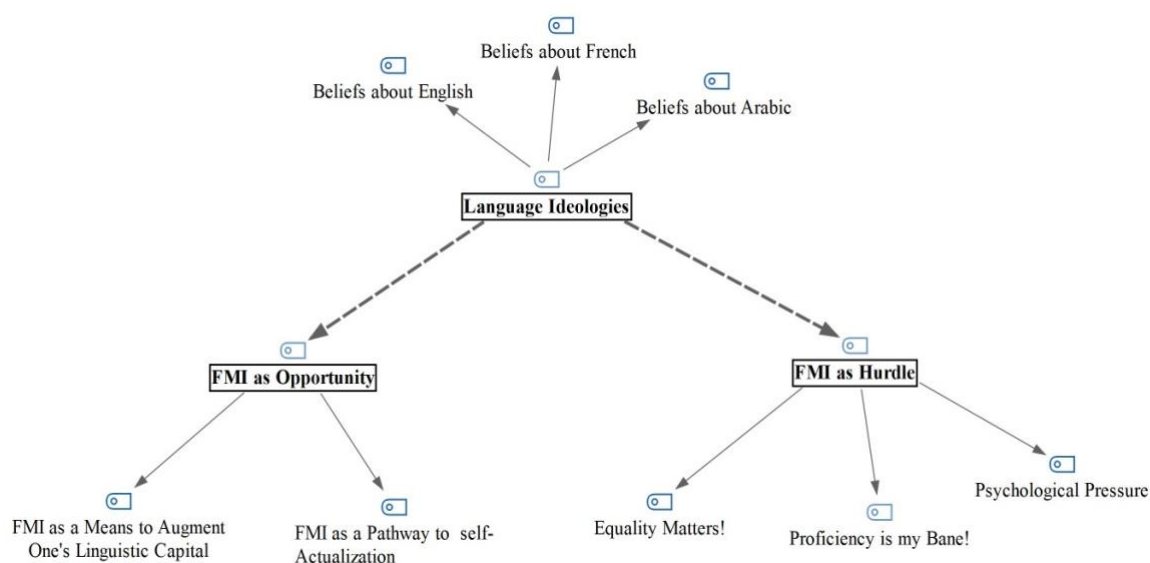 Beliefs about French
Beliefs about English
Beliefs about Arabic
Language Ideologies
FMI as Opportunity
FMI as Hurdle
FMI as a Means to Augment
One's Linguistic Capital
FMI as a Pathway to self-
Actualization
Equality Matters!
Proficiency is my Bane!
Psychological Pressure